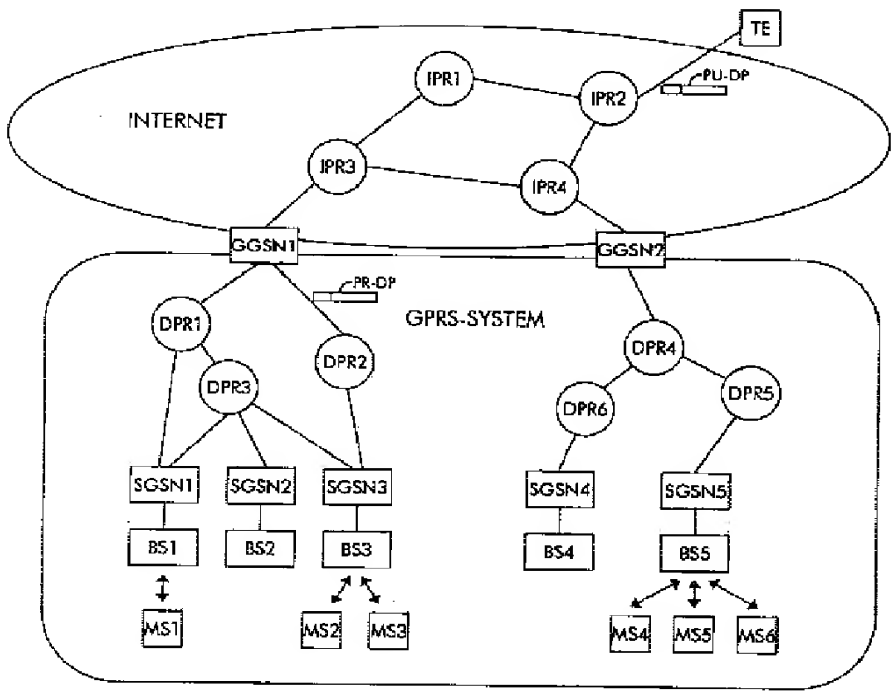 TE
IPR1
IPR2
PU-DP
INTERNET
IPR3
IPR4
GGSN1
GGSN2
PR-DP
GPRS-SYSTEM
DPR1
DPR2
DPR4
DPR3
DPR6
DPR5
SGSN1
SGSN2
SGSN3
SGSN4
SGSN5
BS1
BS2
BS3
BS4
BS5
MS1
MS2
MS3
MS4
MS5
MS6